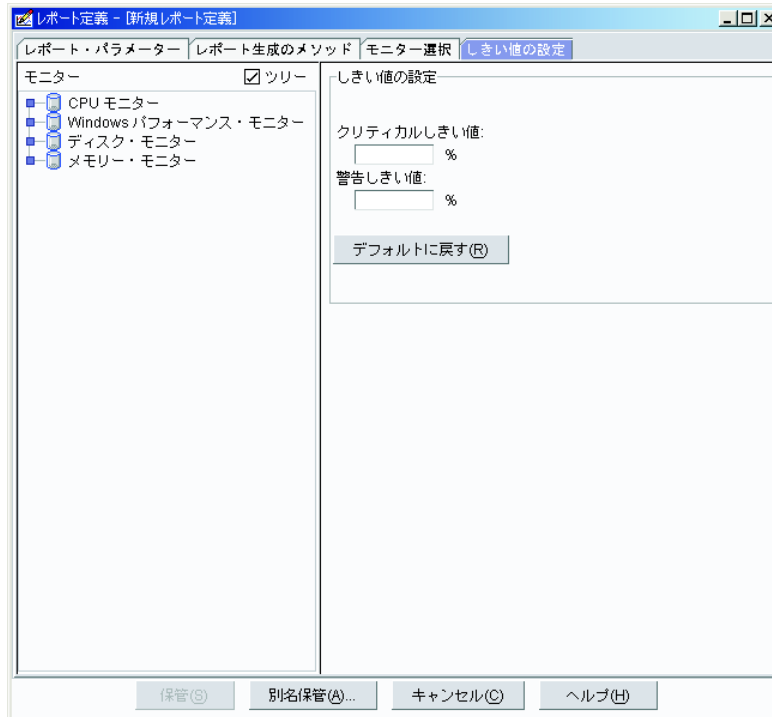 レポート定義 - [新規レポート定義]
レポート・パラメーター レポート生成のメソッド モニター選択 しきい値の設定
モニター ツリー
CPU モニター
Windows パフォーマンス・モニター
ディスク・モニター
メモリー・モニター
しきい値の設定
クリティカルしきい値:
%
警告しきい値:
%
デフォルトに戻す(R)
保管(S) 別名保管(A)... キャンセル(C) ヘルプ(H)